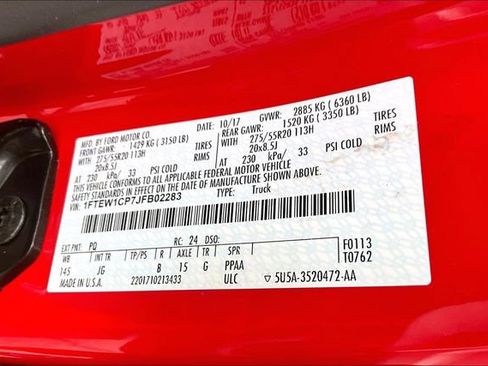 MFD. BY FORD MOTOR CO.
DATE: 10/17 GVWR: 2885 KG ( 6360 LB)
FRONT GAWR: 1429 KG ( 3150 LB) REAR GAWR: 1520 KG ( 3350 LB)
WITH 275/55R20 113H TIRES WITH 275/55R20 113H TIRES
20x8.5J RIMS 20x8.5J RIMS
AT 230 kPa/ 33 PSI COLD AT 230 kPa/ 33 PSI COLD
THIS VEHICLE CONFORMS TO ALL APPLICABLE FEDERAL MOTOR VEHICLE
SAFETY STANDARDS IN EFFECT ON THE DATE OF MANUFACTURE SHOWN ABOVE.
VIN: 1FTEW1CP7JFB02283
TYPE: Truck
F0113
T0762
EXT PNT: PQ RC: 24 DSO:
WB TP/PS R AXLE TR SPR
145 JG B 15 G PPAA
MADE IN U.S.A. 2201710213433 ULC 5U5A-3520472-AA